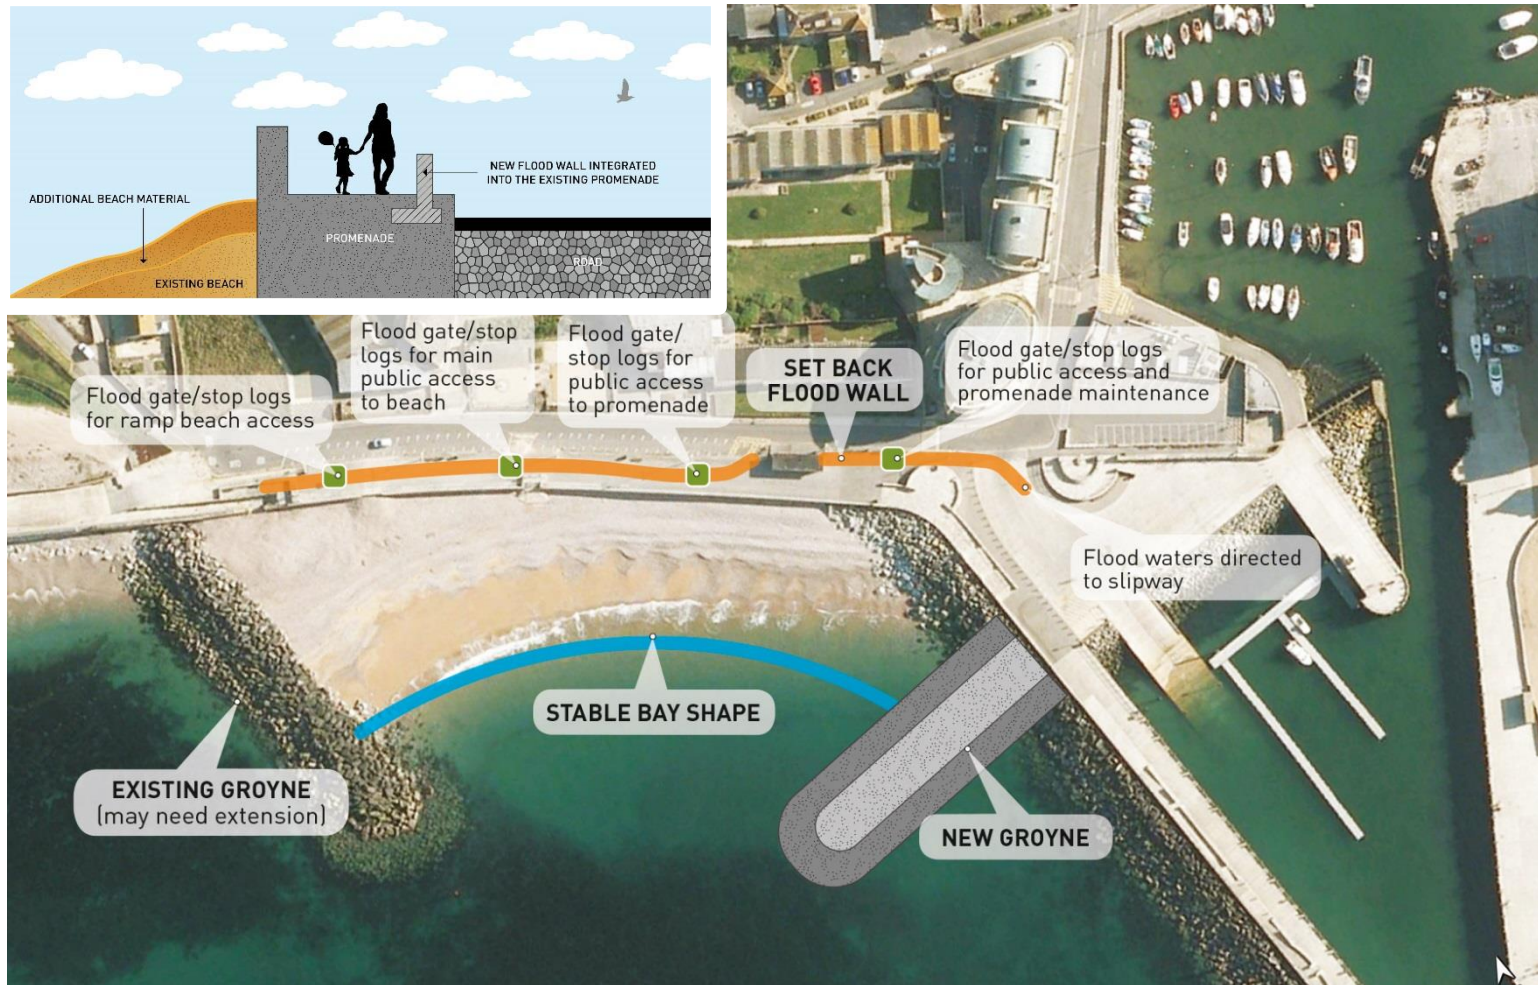 ADDITIONAL BEACH MATERIAL
EXISTING BEACH
PROMENADE
NEW FLOOD WALL INTEGRATED
INTO THE EXISTING PROMENADE
ROAD
Flood gate/stop logs
for ramp beach access
Flood gate/stop
logs for main
public access
to beach
Flood gate/
stop logs for
public access
to promenade
SET BACK
FLOOD WALL
Flood gate/stop logs
for public access and
promenade maintenance
Flood waters directed
to slipway
STABLE BAY SHAPE
EXISTING GROYNE
(may need extension)
NEW GROYNE